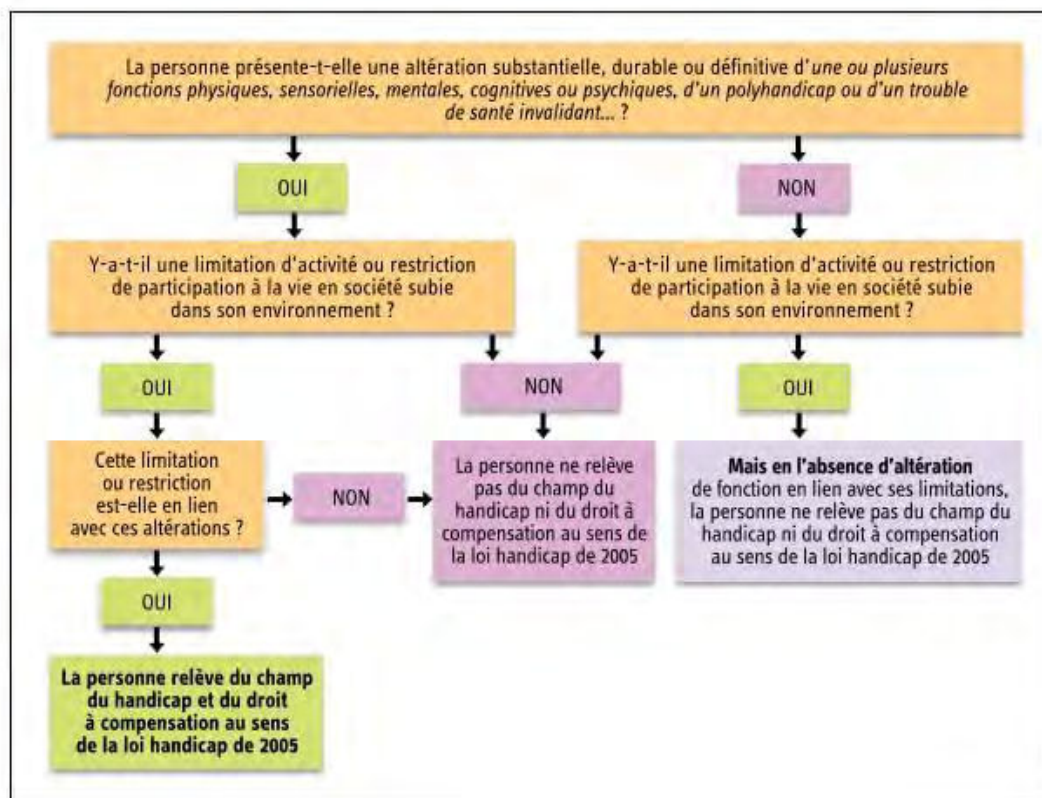 La personne présente-t-elle une altération substantielle, durable ou définitive d'une ou plusieurs
fonctions physiques, sensorielles, mentales, cognitives ou psychiques, d'un polyhandicap ou d'un trouble
de santé invalidant... ?
OUI
NON
Y-a-t-il une limitation d'activité ou restriction
de participation à la vie en société subie
dans son environnement ?
Y-a-t-il une limitation d'activité ou restriction
de participation à la vie en société subie
dans son environnement ?
OUI
NON
OUI
Cette limitation
ou restriction
est-elle en lien
avec ces altérations ?
NON
La personne ne relève
pas du champ du
handicap ni du droit à
compensation au sens de
la loi handicap de 2005
Mais en l'absence d'altération
de fonction en lien avec ses limitations,
la personne ne relève pas du champ du
handicap ni du droit à compensation
au sens de la loi handicap de 2005
OUI
La personne relève du champ
du handicap et du droit
à compensation au sens
de la loi handicap de 2005